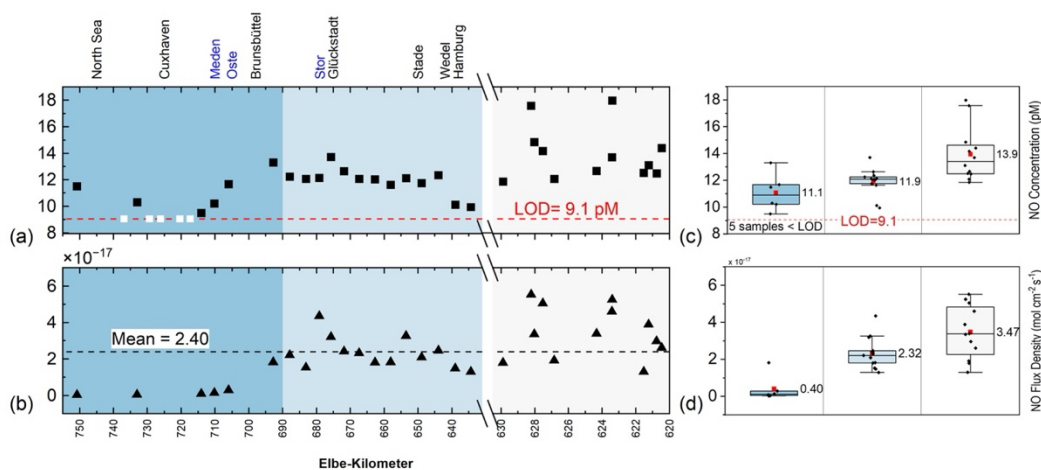 North Sea
Cuxhaven
Meden
Oste
Brunsbüttel
Stor
Glückstadt
Stade
Wedel
Hamburg
18
16
14
12
10
8
LOD= 9.1 pM
(a)
×10⁻¹⁷
6
4
2
0
Mean = 2.40
(b)
750
740
730
720
710
700
690
680
670
660
650
640
630
628
626
624
622
620
Elbe-Kilometer
18
16
14
12
10
8
11.1
11.9
13.9
5 samples < LOD
LOD=9.1
(c)
NO Concentration (pM)
× 10⁻¹⁷
6
4
2
0
0.40
2.32
3.47
(d)
NO Flux Density (mol cm⁻² s⁻¹)